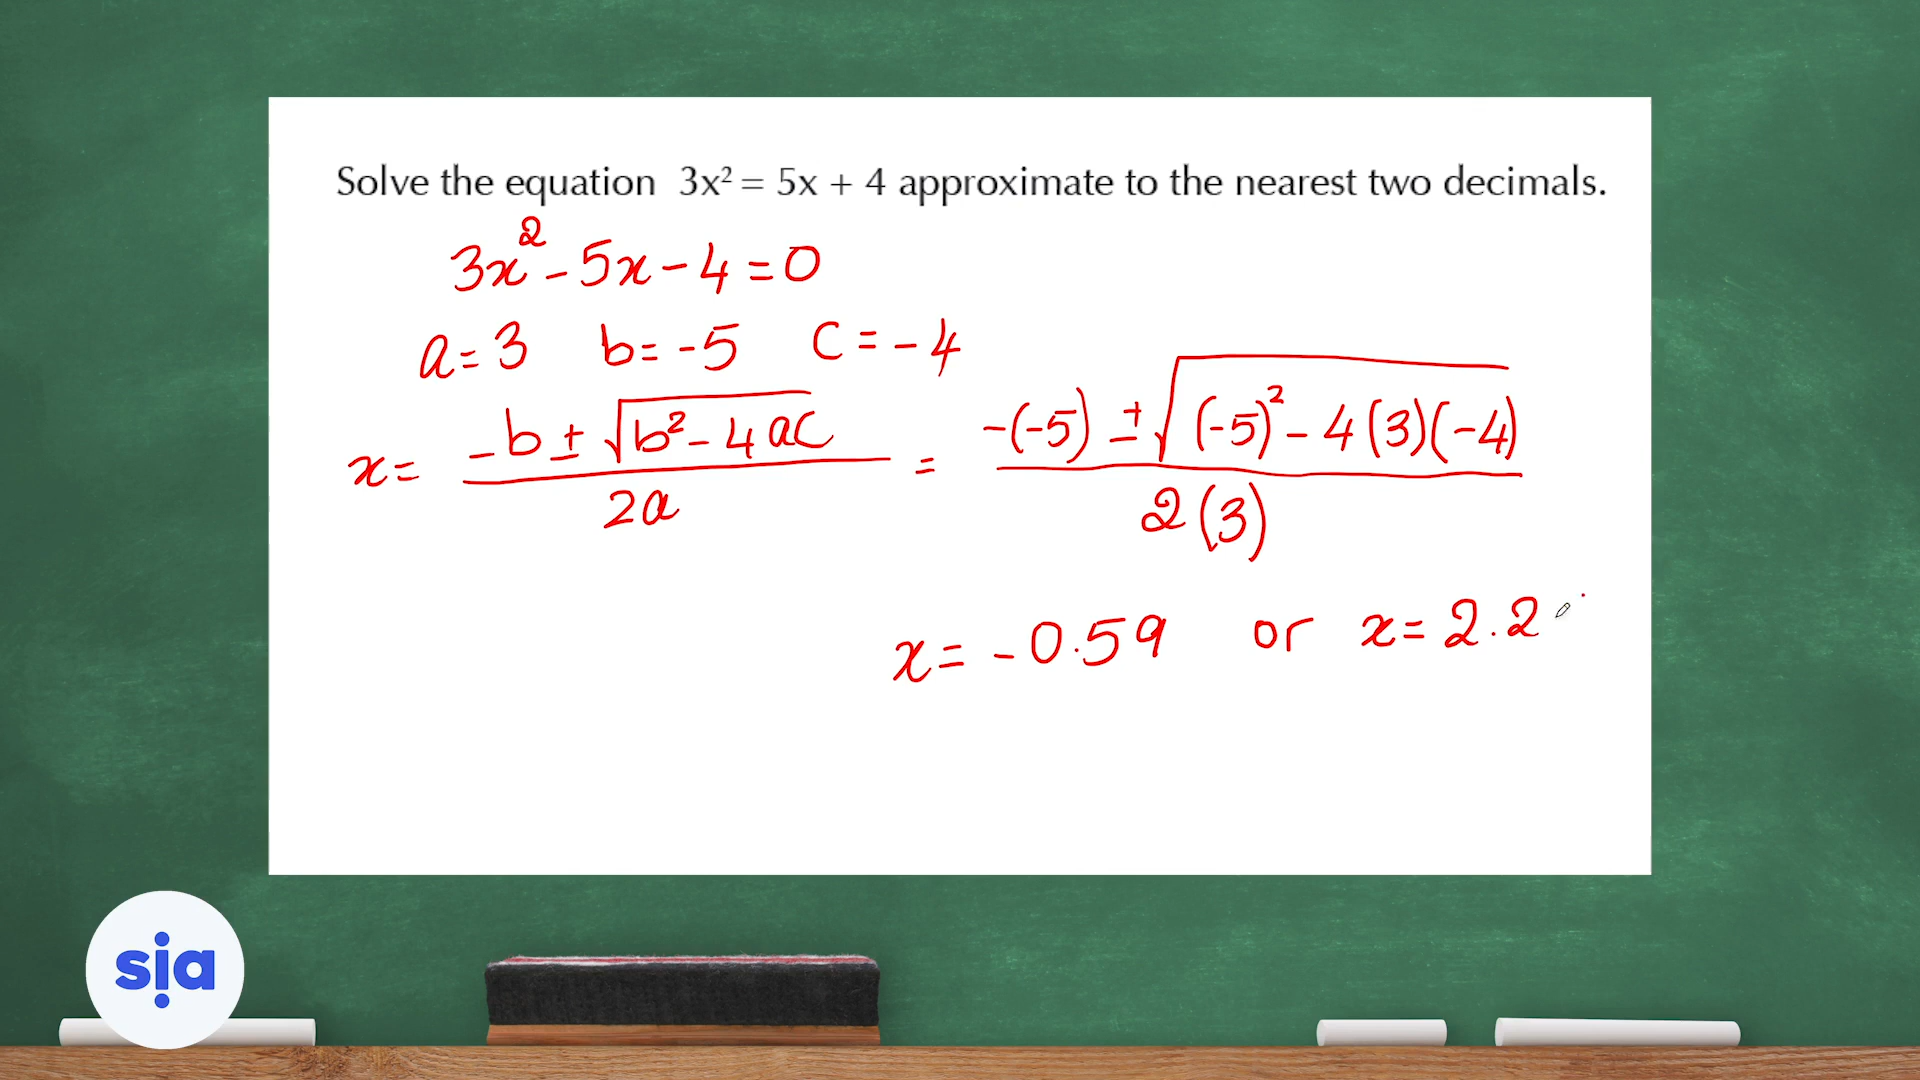 Solve the equation 3x² = 5x + 4 approximate to the nearest two decimals.
3x² - 5x - 4 = 0
a = 3 b = -5 c = -4
x = (-b ± √(b² - 4ac)) / 2a = (-(-5) ± √((-5)² - 4(3)(-4))) / 2(3)
x = -0.59 or x = 2.2
sia